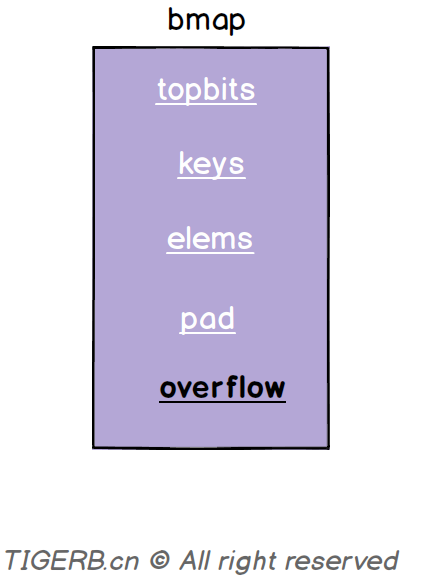 bmap
topbits
keys
elems
pad
overflow
TIGERB.cn © All right reserved